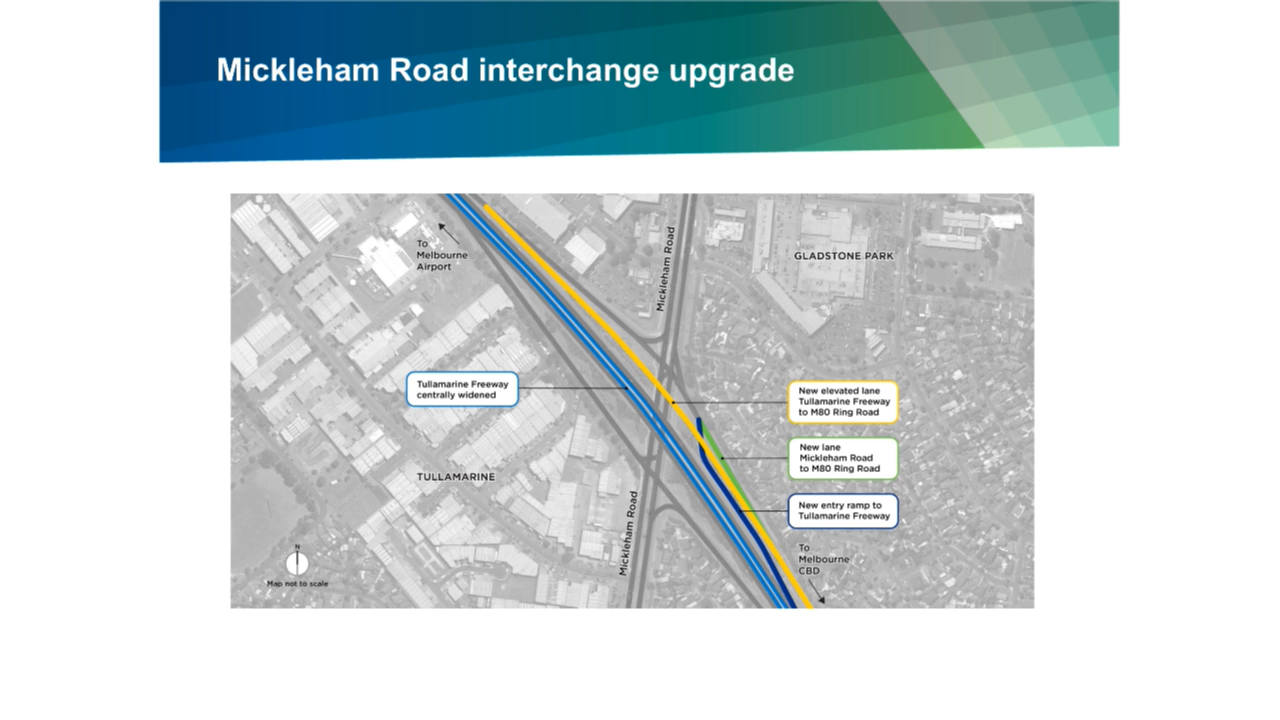 Mickleham Road interchange upgrade
To
Melbourne
Airport
Mickleham Road
GLADSTONE PARK
Tullamarine Freeway
centrally widened
New elevated lane
Tullamarine Freeway
to M80 Ring Road
New lane
Mickleham Road
to M80 Ring Road
TULLAMARINE
New entry ramp to
Tullamarine Freeway
Mickleham Road
To
Melbourne
CBD
N
Map not to scale